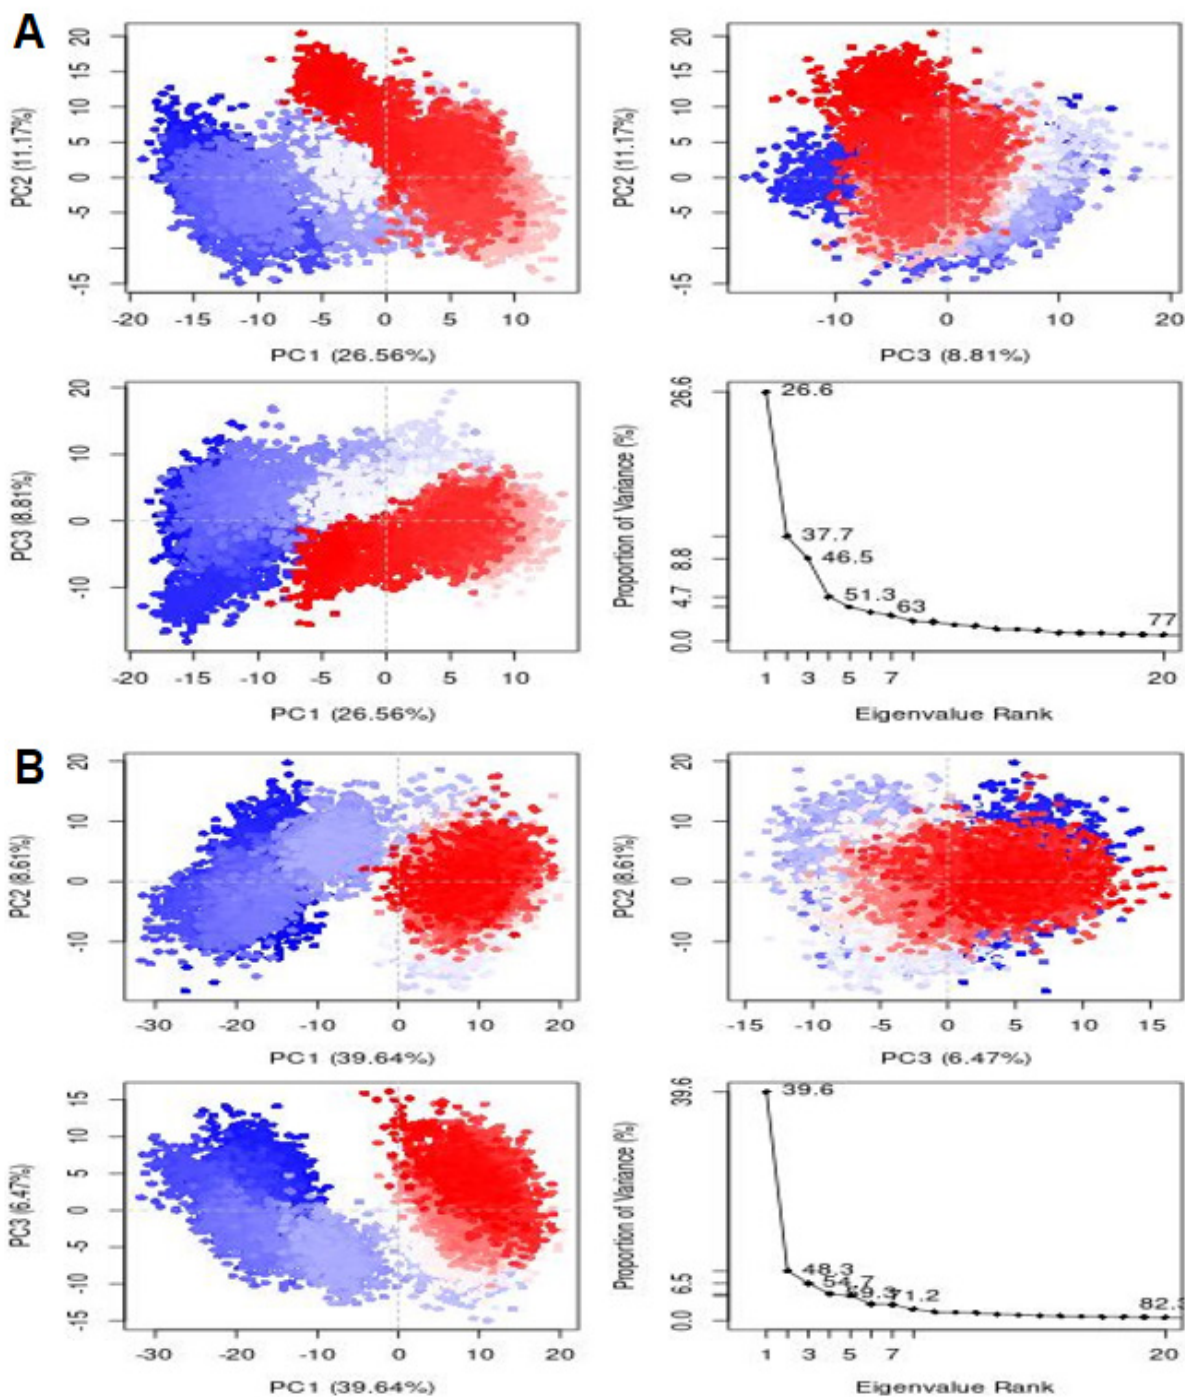 A
PC2 (11.17%)
20
15
10
5
0
-5
-15
-20 -15 -10 -5 0 5 10
PC1 (26.56%)
PC2 (11.17%)
20
15
10
5
0
-5
-15
-10 0 10 20
PC3 (8.81%)
PC3 (8.81%)
20
10
0
-10
-20 -15 -10 -5 0 5 10
PC1 (26.56%)
Proportion of Variance (%)
26.6
8.8
4.7
0.0
26.6
37.7
46.5
51.3
63
77
1 3 5 7 20
Eigenvalue Rank
B
PC2 (8.61%)
20
10
0
-10
-30 -20 -10 0 10 20
PC1 (39.64%)
PC2 (8.61%)
20
10
0
-10
-15 -10 -5 0 5 10 15
PC3 (6.47%)
PC3 (6.47%)
15
10
5
0
-5
-10
-15
-30 -20 -10 0 10 20
PC1 (39.64%)
Proportion of Variance (%)
39.6
6.5
0.0
39.6
48.3
54.7
59.3
71.2
82.3
1 3 5 7 20
Eigenvalue Rank